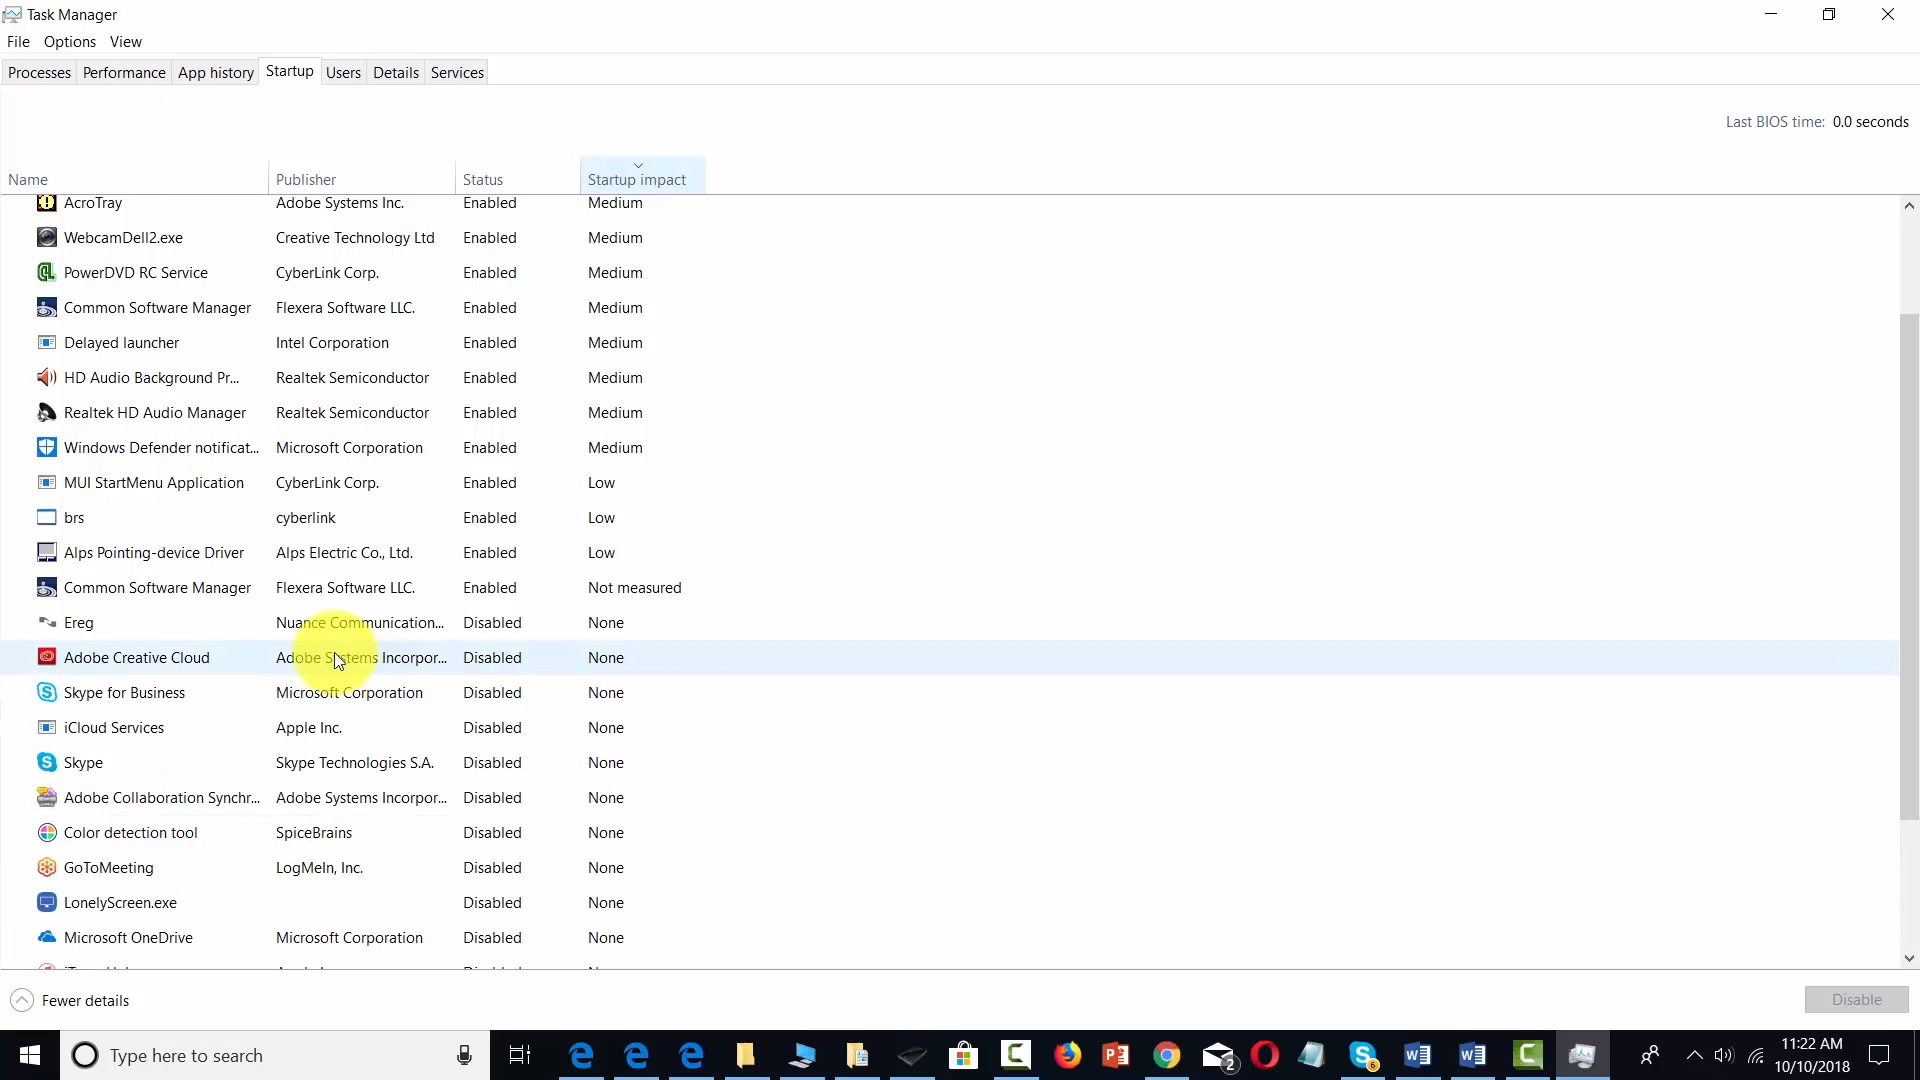 Task Manager
File Options View
Processes Performance App history Startup Users Details Services
Last BIOS time: 0.0 seconds
Name Publisher Status Startup impact
AcroTray Adobe Systems Inc. Enabled Medium
WebcamDell2.exe Creative Technology Ltd Enabled Medium
PowerDVD RC Service CyberLink Corp. Enabled Medium
Common Software Manager Flexera Software LLC. Enabled Medium
Delayed launcher Intel Corporation Enabled Medium
HD Audio Background Pr... Realtek Semiconductor Enabled Medium
Realtek HD Audio Manager Realtek Semiconductor Enabled Medium
Windows Defender notificat... Microsoft Corporation Enabled Medium
MUI StartMenu Application CyberLink Corp. Enabled Low
brs cyberlink Enabled Low
Alps Pointing-device Driver Alps Electric Co., Ltd. Enabled Low
Common Software Manager Flexera Software LLC. Enabled Not measured
Ereg Nuance Communication... Disabled None
Adobe Creative Cloud Adobe Systems Incorpor... Disabled None
Skype for Business Microsoft Corporation Disabled None
iCloud Services Apple Inc. Disabled None
Skype Skype Technologies S.A. Disabled None
Adobe Collaboration Synchr... Adobe Systems Incorpor... Disabled None
Color detection tool SpiceBrains Disabled None
GoToMeeting LogMeIn, Inc. Disabled None
LonelyScreen.exe Disabled None
Microsoft OneDrive Microsoft Corporation Disabled None
Fewer details Disable
Type here to search 2 6 11:22 AM
10/10/2018